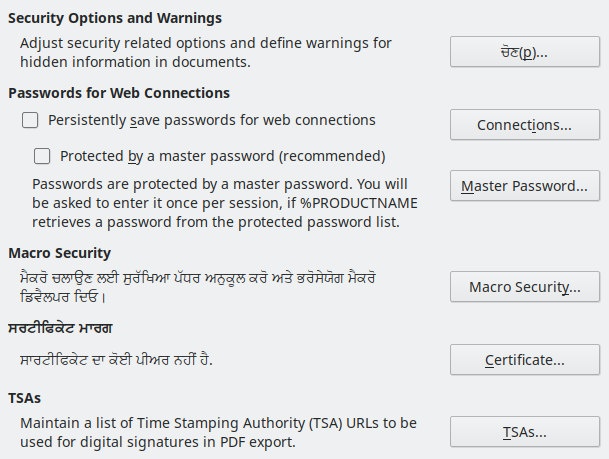 Security Options and Warnings
Adjust security related options and define warnings for
hidden information in documents.
ਚੋਣ(p)...
Passwords for Web Connections
Persistently save passwords for web connections
Connections...
Protected by a master password (recommended)
Passwords are protected by a master password. You will
be asked to enter it once per session, if %PRODUCTNAME
retrieves a password from the protected password list.
Master Password...
Macro Security
ਮੈਕਰੋ ਚਲਾਉਣ ਲਈ ਸੁਰੱਖਿਆ ਪੱਧਰ ਅਨੁਕੂਲ ਕਰੋ ਅਤੇ ਭਰੋਸੇਯੋਗ ਮੈਕਰੋ
ਡਿਵੈਲਪਰ ਦਿਓ।
Macro Security...
ਸਰਟੀਫਿਕੇਟ ਮਾਰਗ
ਸਾਰਟੀਫਿਕੇਟ ਦਾ ਕੋਈ ਪੀਅਰ ਨਹੀਂ ਹੈ.
Certificate...
TSAs
Maintain a list of Time Stamping Authority (TSA) URLs to be
used for digital signatures in PDF export.
TSAs...